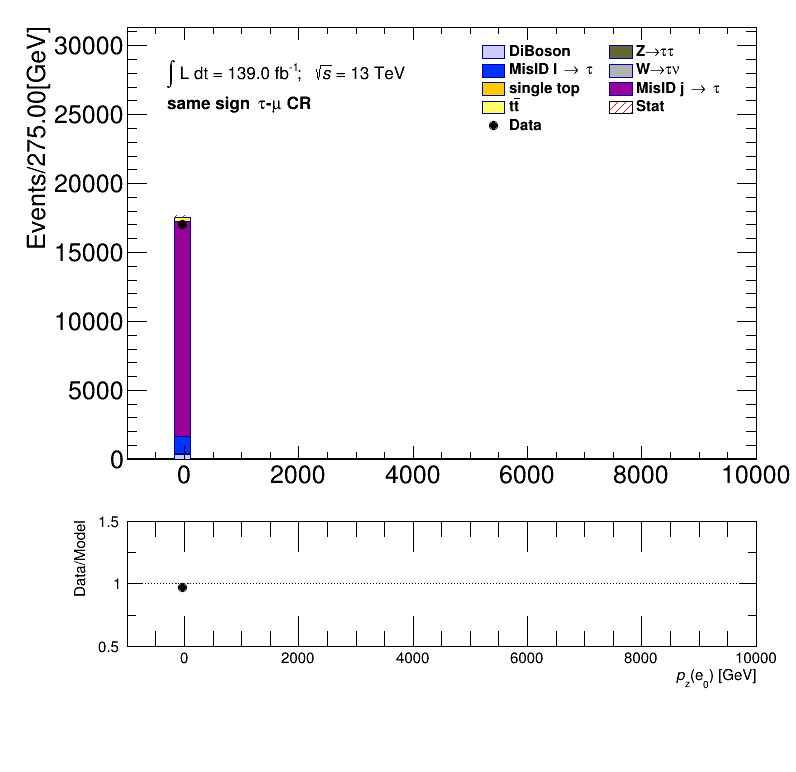 Events/275.00[GeV]
30000
25000
20000
15000
10000
5000
0
∫ L dt = 139.0 fb⁻¹; √s = 13 TeV
same sign τ-μ CR
DiBoson
MisID l → τ
single top
tt̄
Data
Z→ττ
W→τν
MisID j → τ
Stat
0 2000 4000 6000 8000 10000
Data/Model
1.5
1
0.5
0 2000 4000 6000 8000 10000
p_z(e_0) [GeV]